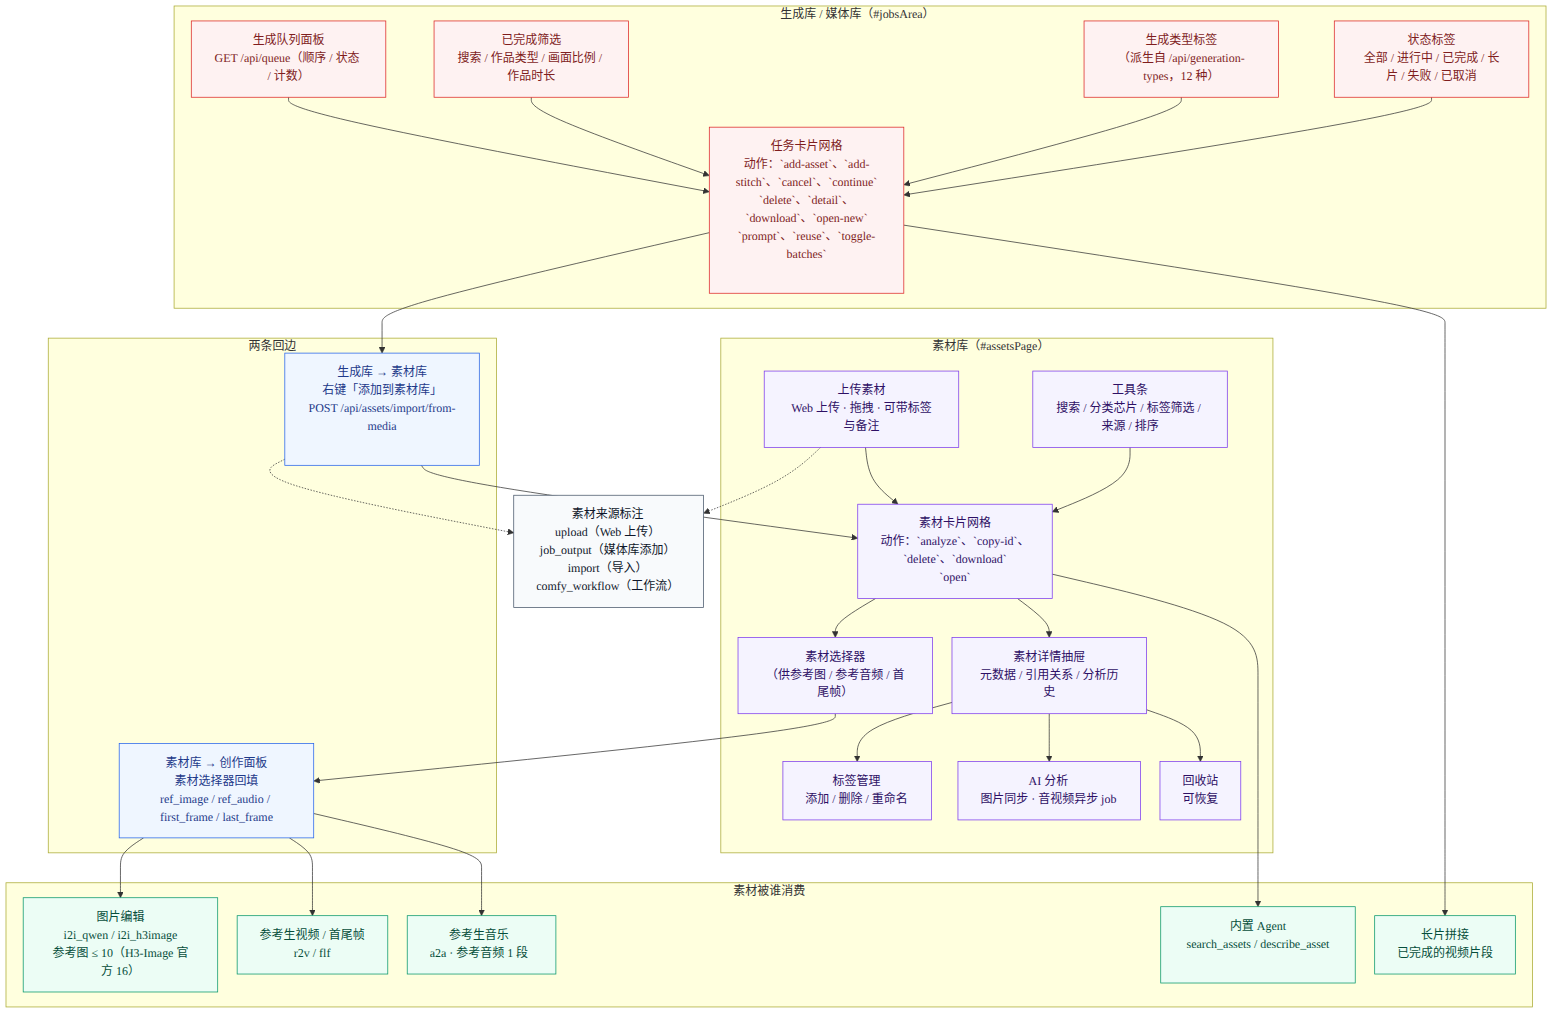 生成库 / 媒体库（#jobsArea）
生成队列面板
GET /api/queue（顺序 / 状态
/ 计数）
已完成筛选
搜索 / 作品类型 / 画面比例 /
作品时长
生成类型标签
（派生自 /api/generation-
types，12 种）
状态标签
全部 / 进行中 / 已完成 / 长
片 / 失败 / 已取消
任务卡片网格
动作：`add-asset`、`add-
stitch`、`cancel`、`continue`
`delete`、`detail`、
`download`、`open-new`
`prompt`、`reuse`、`toggle-
batches`
两条回边
生成库 → 素材库
右键「添加到素材库」
POST /api/assets/import/from-
media
素材库（#assetsPage）
上传素材
Web 上传 · 拖拽 · 可带标签
与备注
工具条
搜索 / 分类芯片 / 标签筛选 /
来源 / 排序
素材来源标注
upload（Web 上传）
job_output（媒体库添加）
import（导入）
comfy_workflow（工作流）
素材卡片网格
动作：`analyze`、`copy-id`、
`delete`、`download`
`open`
素材选择器
（供参考图 / 参考音频 / 首
尾帧）
素材详情抽屉
元数据 / 引用关系 / 分析历
史
素材库 → 创作面板
素材选择器回填
ref_image / ref_audio /
first_frame / last_frame
标签管理
添加 / 删除 / 重命名
AI 分析
图片同步 · 音视频异步 job
回收站
可恢复
素材被谁消费
图片编辑
i2i_qwen / i2i_h3image
参考图 ≤ 10（H3-Image 官
方 16）
参考生视频 / 首尾帧
r2v / flf
参考生音乐
a2a · 参考音频 1 段
内置 Agent
search_assets / describe_asset
长片拼接
已完成的视频片段